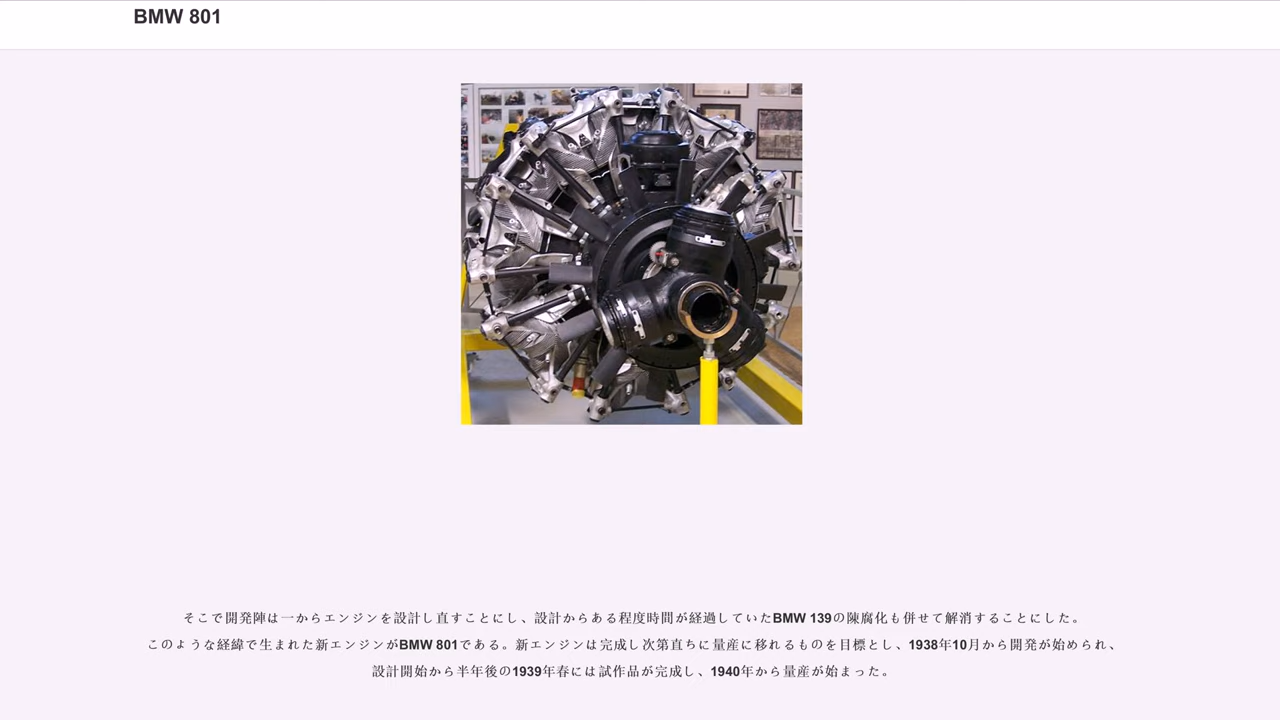 BMW 801
そこで開発陣は一からエンジンを設計し直すことにし、設計からある程度時間が経過していたBMW 139の陳腐化も併せて解消することにした。
このような経緯で生まれた新エンジンがBMW 801である。新エンジンは完成し次第直ちに量産に移れるものを目標とし、1938年10月から開発が始められ、
設計開始から半年後の1939年春には試作品が完成し、1940年から量産が始まった。